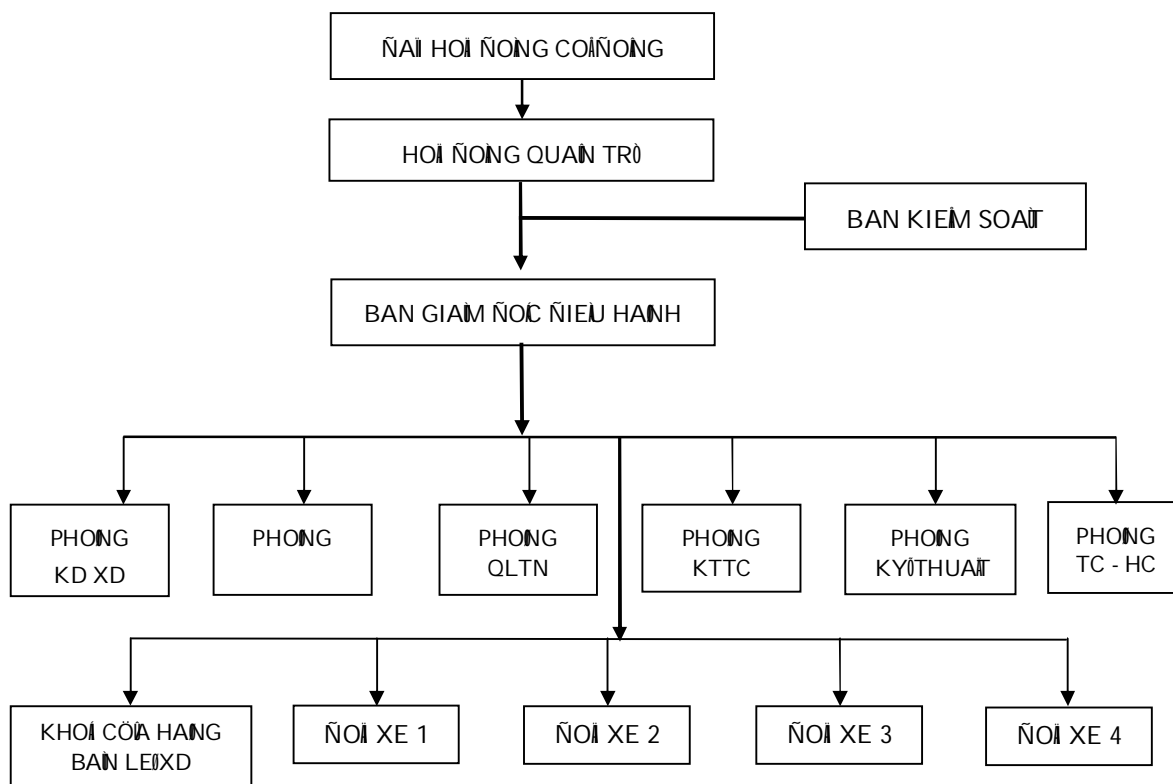 ÑAÏI HOÄI ÑOÀNG COÅ ÑOÂNG
HOÄI ÑOÀNG QUAÛN TRÒ
BAN KIEÅM SOAÙT
BAN GIAÙM ÑOÁC ÑIEÀU HAØNH
PHOØNG
KD XD
PHOØNG
PHOØNG
QLTN
PHOØNG
KTTC
PHOØNG
KYÕ THUAÄT
PHOØNG
TC - HC
KHOÁI CÖÛA HAØNG
BAÙN LEÛ XD
ÑOÄI XE 1
ÑOÄI XE 2
ÑOÄI XE 3
ÑOÄI XE 4